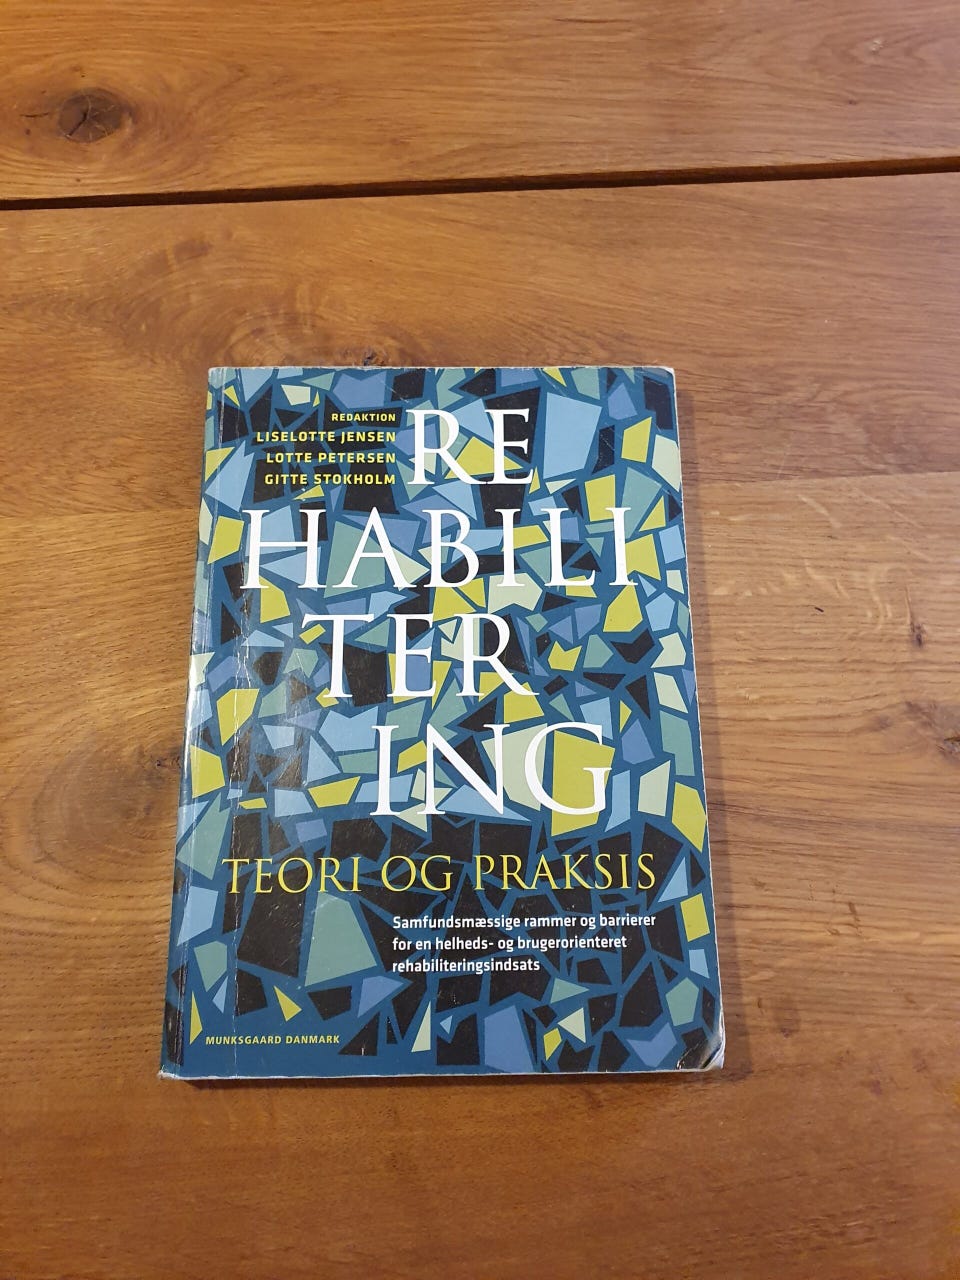 REDAKTION
LISELOTTE JENSEN
LOTTE PETERSEN
GITTE STOKHOLM
RE
HABILI
TER
ING
TEORI OG PRAKSIS
Samfundsmæssige rammer og barrierer
for en helheds- og brugerorienteret
rehabiliteringsindsats
MUNKSGAARD DANMARK